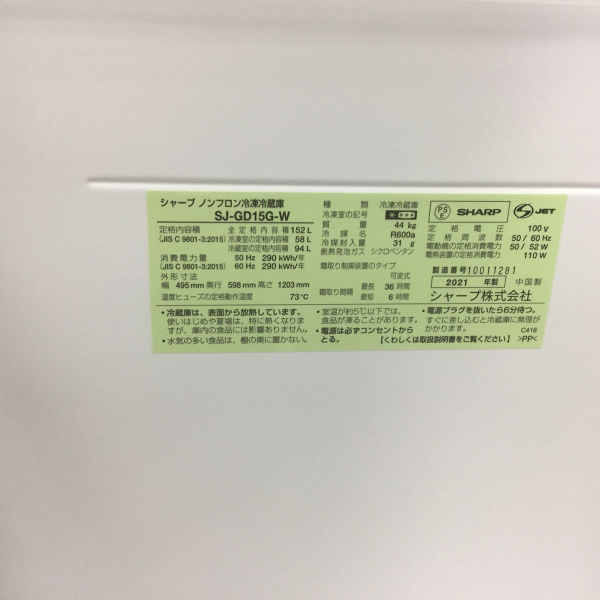 シャープ ノンフロン冷凍冷蔵庫
SJ-GD15G-W
定格内容積 全定格内容積 152 L
(JIS C 9801-3:2015) 冷凍室の定格内容積 58 L
冷蔵室の定格内容積 94 L
消費電力量 50 Hz 290 kWh/年
(JIS C 9801-3:2015) 60 Hz 290 kWh/年
外形寸法
幅 495 mm 奥行 598 mm 高さ 1203 mm
温度ヒューズの定格動作温度 73℃
種類 冷凍冷蔵庫
冷凍室の記号
質量 44 kg
冷媒名 R600a
冷媒封入量 31 g
断熱発泡ガス シクロペンタン
霜取り制御装置のタイプ
可変式
霜取り間隔 最長 36 時間
最短 6 時間
PSE SHARP S JET
定格電圧 100 V
定格周波数 50 / 60 Hz
電動機の定格消費電力 50 / 52 W
電熱装置の定格消費電力 110 W
製造番号 10011281
2021 年製 中国製
シャープ株式会社
・冷蔵庫は、表面から放熱しています。
使いはじめや夏場は、特に熱くなりま
すが、庫内の食品には影響ありません。
・水気の多い食品は、棚の奥に置かない。
・室温が約5℃以下では、
食品が凍ることがあります。
・電源は必ずコンセントから
とる。
・電源プラグを抜いたら6分待つ。
すぐに差し込むと冷蔵庫に無理が
かかります。 C418
【くわしくは取扱説明書をご覧ください】 >PP<